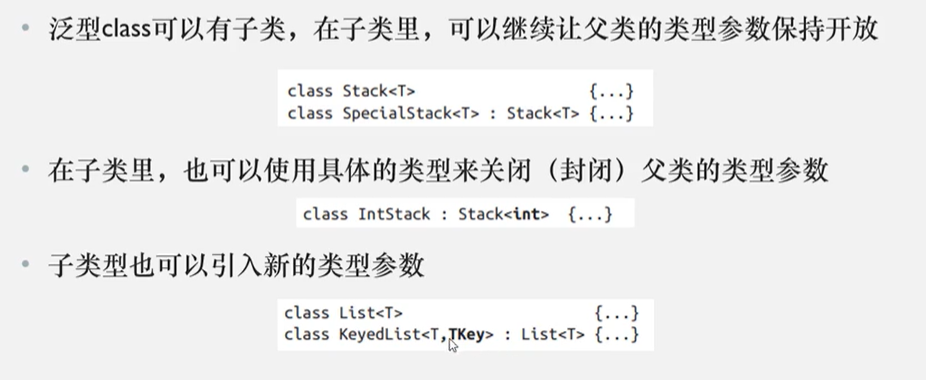 • 泛型class可以有子类，在子类里，可以继续让父类的类型参数保持开放
class Stack<T> {...}
class SpecialStack<T> : Stack<T> {...}
• 在子类里，也可以使用具体的类型来关闭（封闭）父类的类型参数
class IntStack : Stack<int> {...}
• 子类型也可以引入新的类型参数
class List<T> {...}
class KeyedList<T,TKey> : List<T> {...}